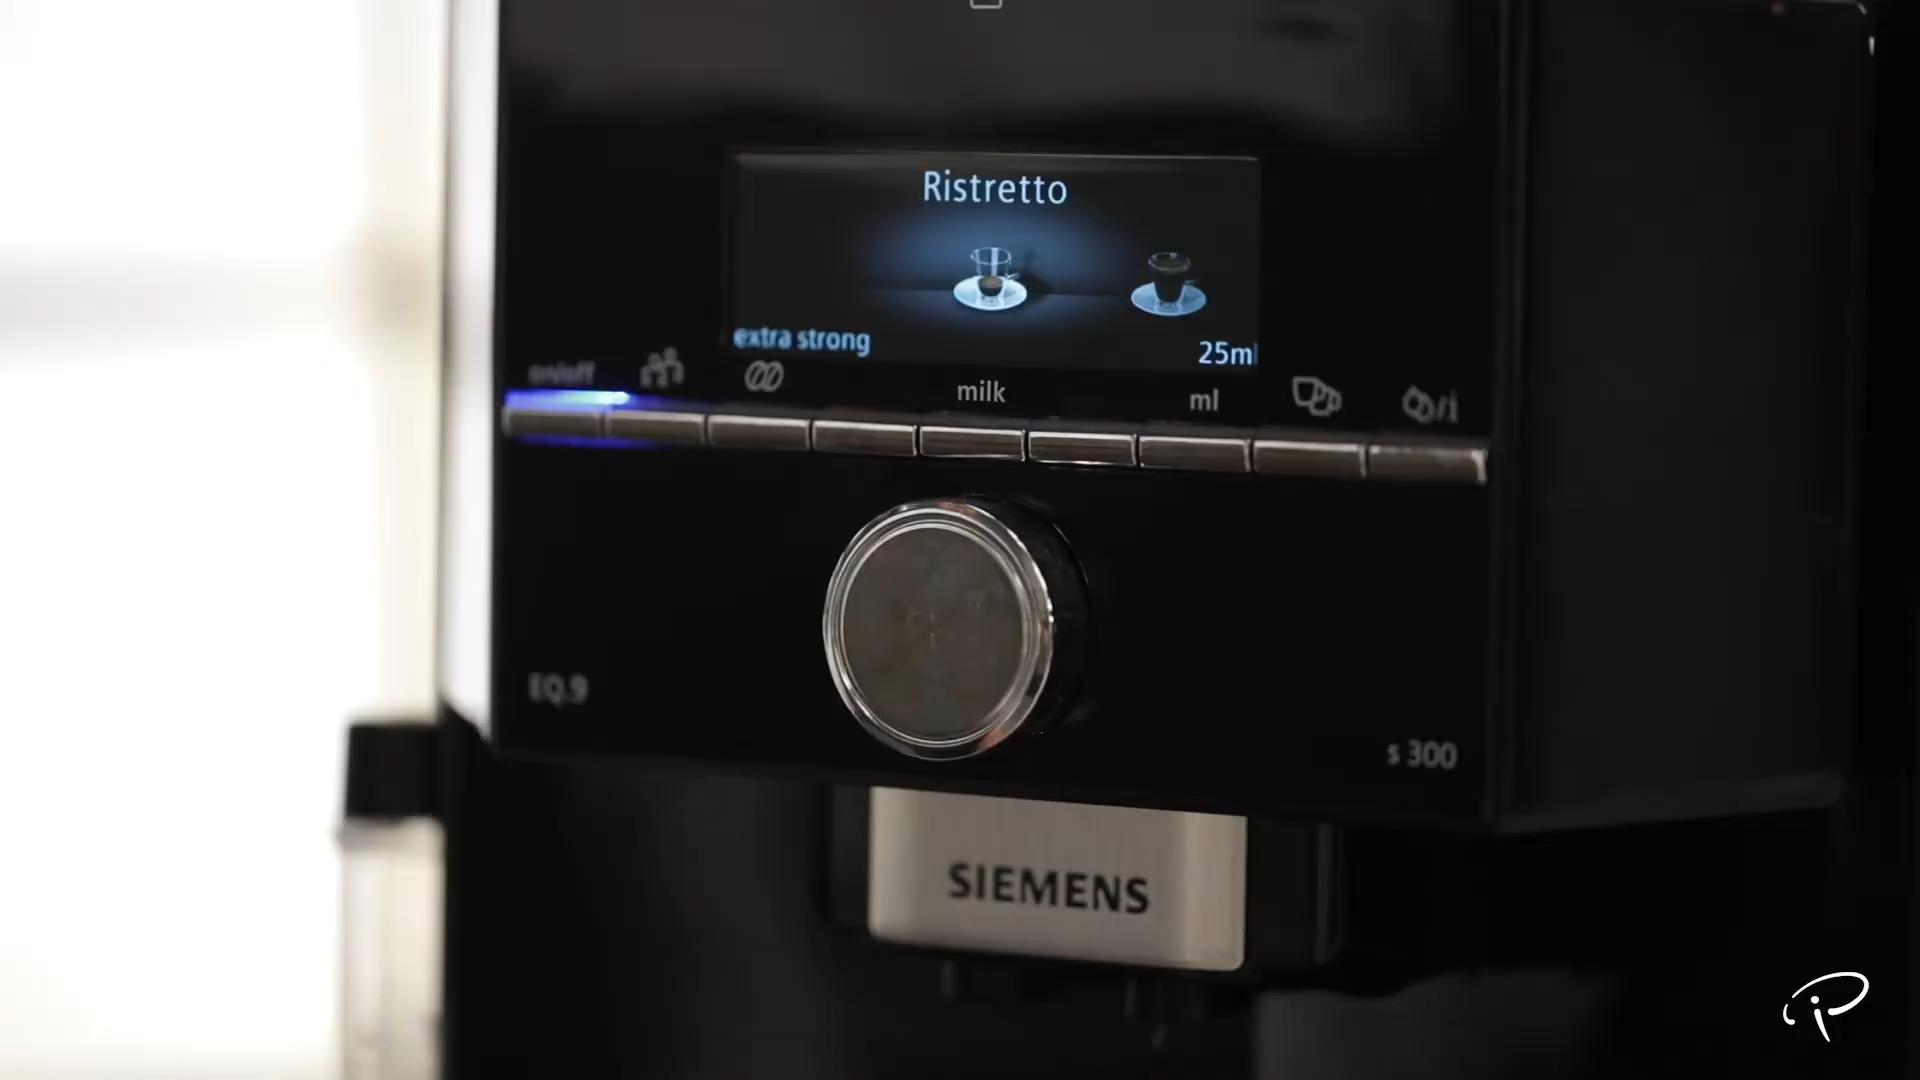 Ristretto
extra strong
25ml
on/off
milk
ml
EQ.9
s 300
SIEMENS